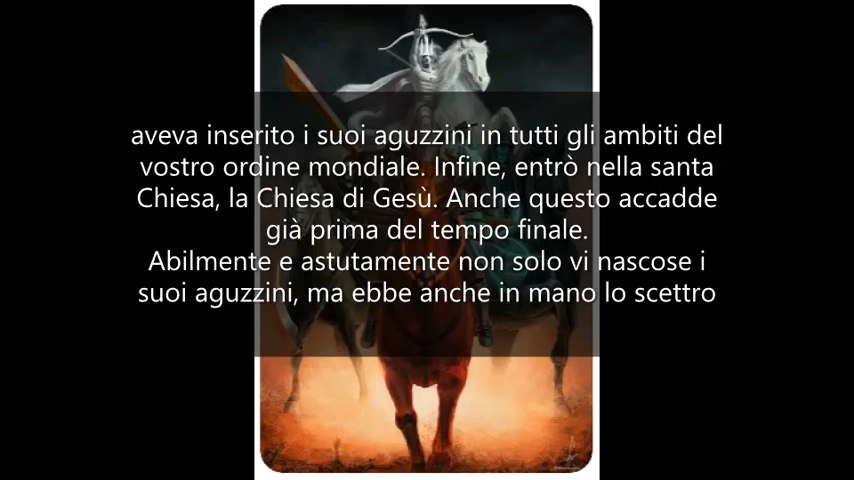 aveva inserito i suoi aguzzini in tutti gli ambiti del
vostro ordine mondiale. Infine, entrò nella santa
Chiesa, la Chiesa di Gesù. Anche questo accadde
già prima del tempo finale.
Abilmente e astutamente non solo vi nascose i
suoi aguzzini, ma ebbe anche in mano lo scettro